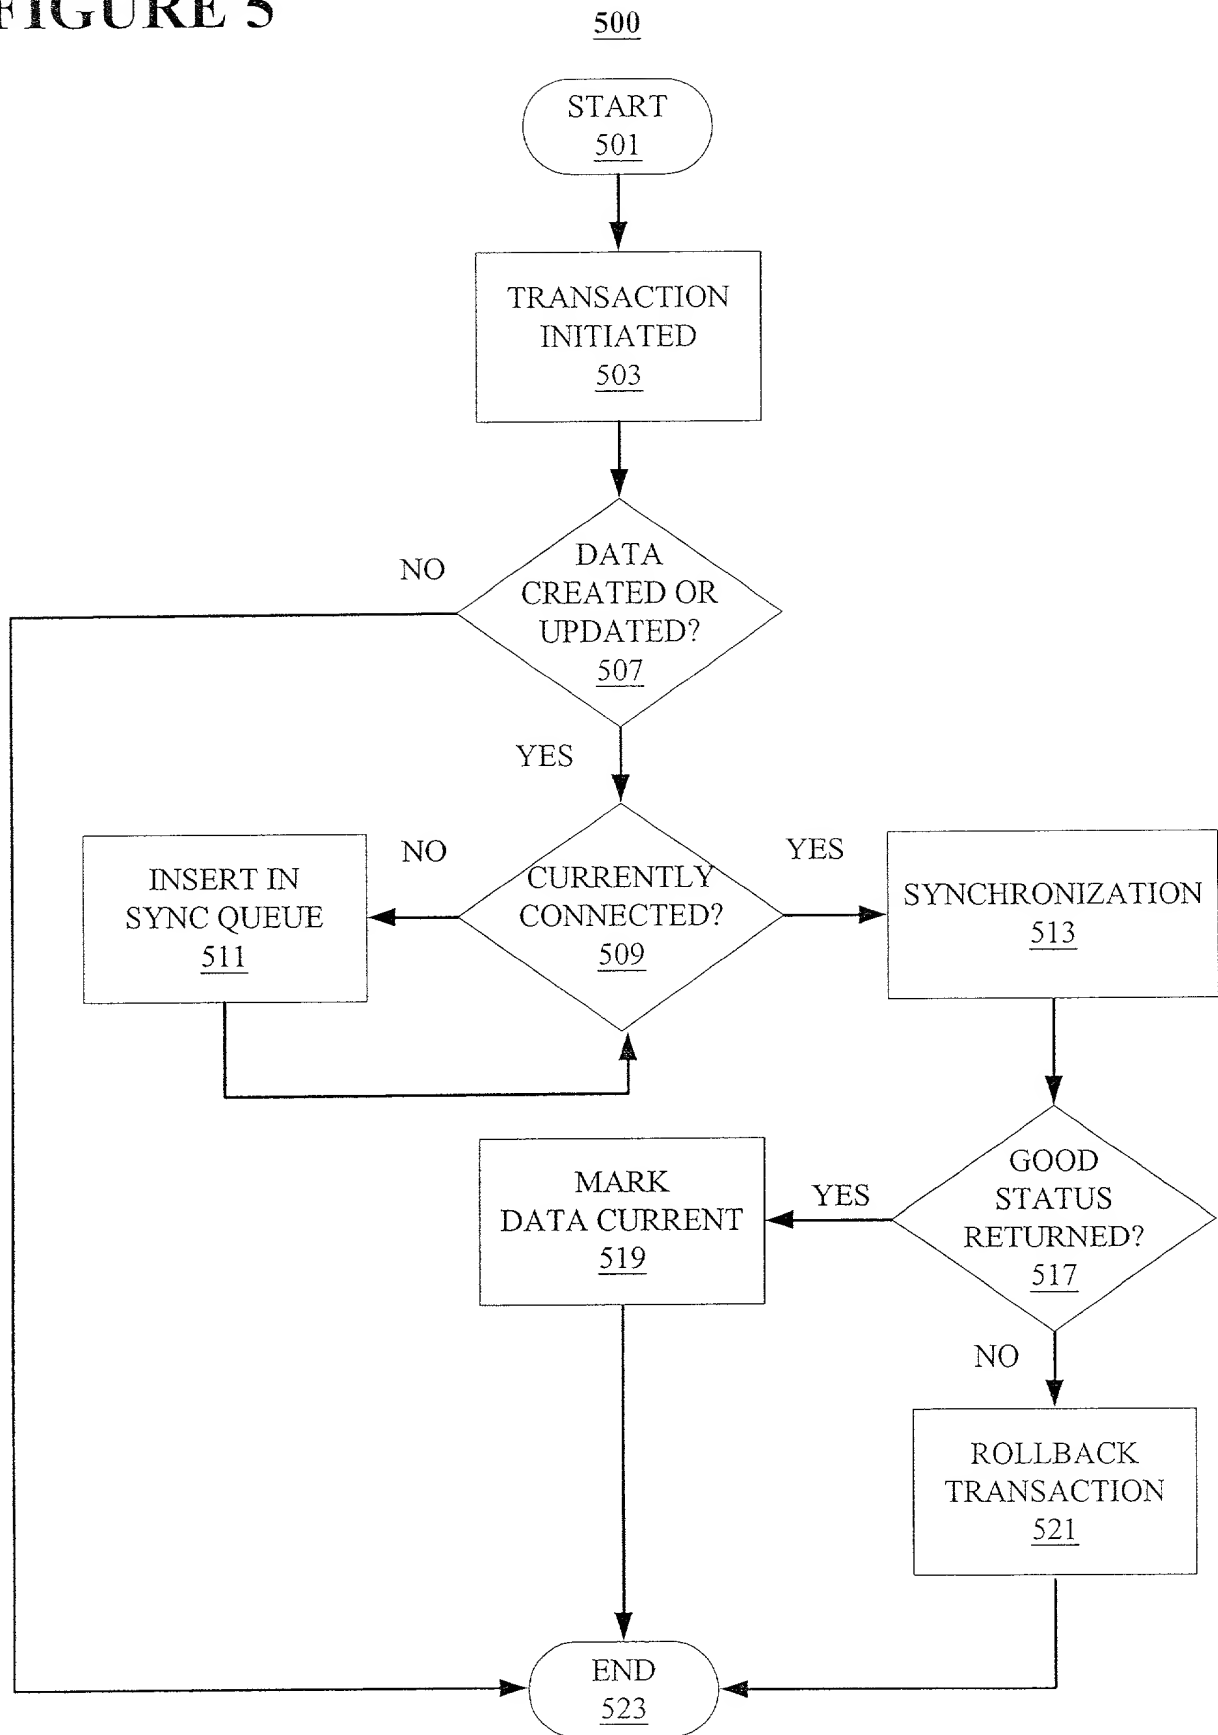 FIGURE 5
500
START
501
TRANSACTION
INITIATED
503
DATA
CREATED OR
UPDATED?
507
NO
YES
CURRENTLY
CONNECTED?
509
NO
YES
INSERT IN
SYNC QUEUE
511
SYNCHRONIZATION
513
GOOD
STATUS
RETURNED?
517
YES
NO
MARK
DATA CURRENT
519
ROLLBACK
TRANSACTION
521
END
523